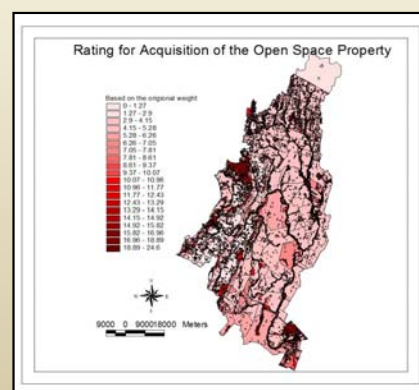 Rating for Acquisition of the Open Space Property
Based on the origional weight
0 - 1.27
1.27 - 2.9
2.9 - 4.15
4.15 - 5.28
5.28 - 6.26
6.26 - 7.05
7.05 - 7.81
7.81 - 8.61
8.61 - 9.37
9.37 - 10.07
10.07 - 10.96
10.96 - 11.77
11.77 - 12.43
12.43 - 13.29
13.29 - 14.15
14.15 - 14.92
14.92 - 15.82
15.82 - 16.96
16.96 - 18.89
18.89 - 24.6
9000 0 900018000 Meters